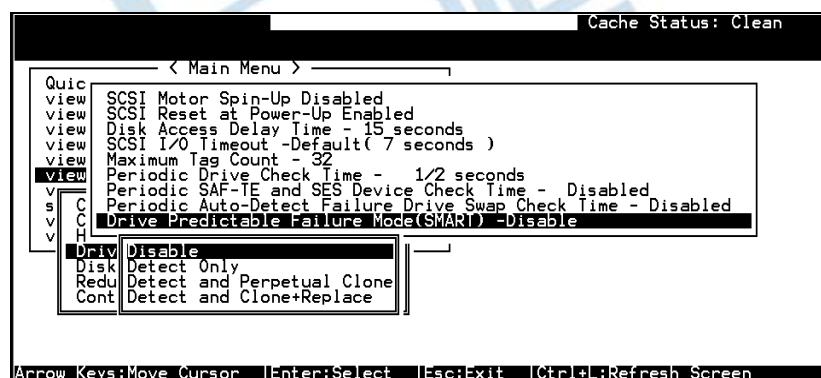 Cache Status: Clean
< Main Menu >
Quic
view SCSI Motor Spin-Up Disabled
view SCSI Reset at Power-Up Enabled
view Disk Access Delay Time - 15 seconds
view SCSI I/O Timeout -Default( 7 seconds )
view Maximum Tag Count - 32
view Periodic Drive Check Time -   1/2 seconds
v Periodic SAF-TE and SES Device Check Time -  Disabled
s C Periodic Auto-Detect Failure Drive Swap Check Time - Disabled
v C Drive Predictable Failure Mode(SMART) -Disable
v H
Driv Disable
Disk Detect Only
Redu Detect and Perpetual Clone
Cont Detect and Clone+Replace
Arrow Keys:Move Cursor |Enter:Select |Esc:Exit |Ctrl+L:Refresh Screen